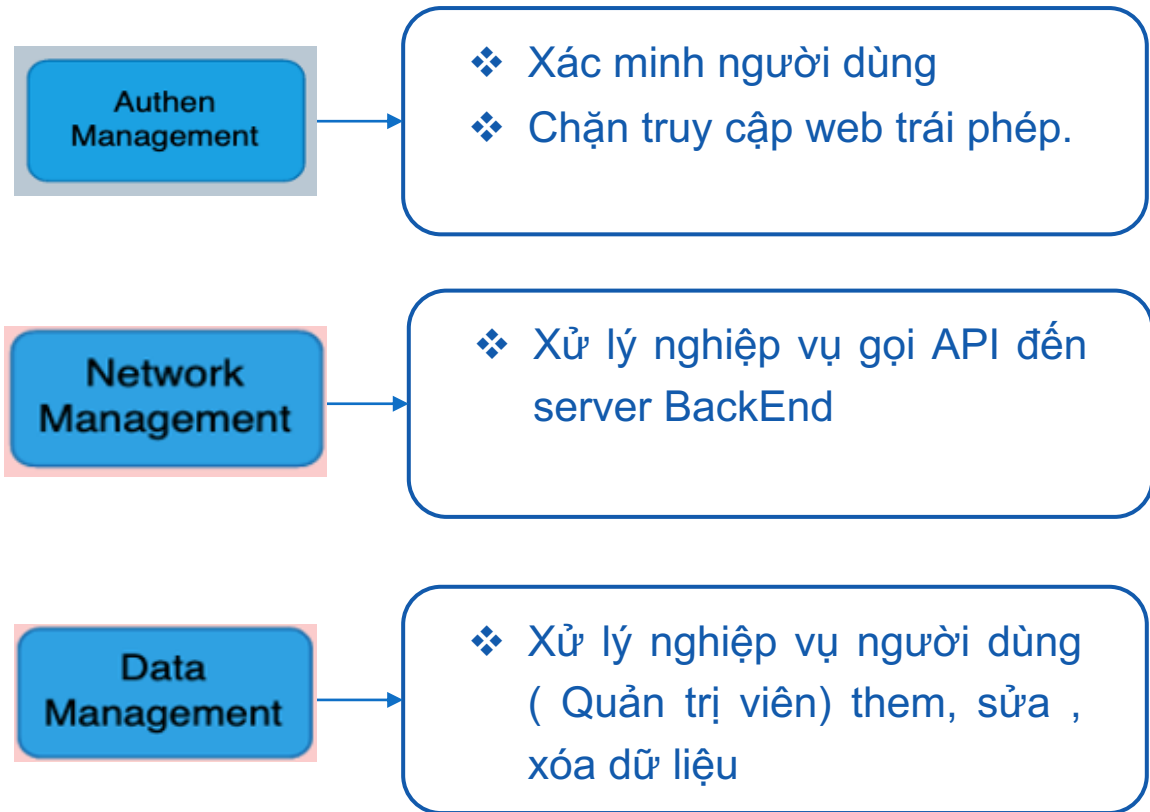 Authen
Management
❖ Xác minh người dùng
❖ Chặn truy cập web trái phép.
Network
Management
❖ Xử lý nghiệp vụ gọi API đến
server BackEnd
Data
Management
❖ Xử lý nghiệp vụ người dùng
( Quản trị viên) them, sửa ,
xóa dữ liệu